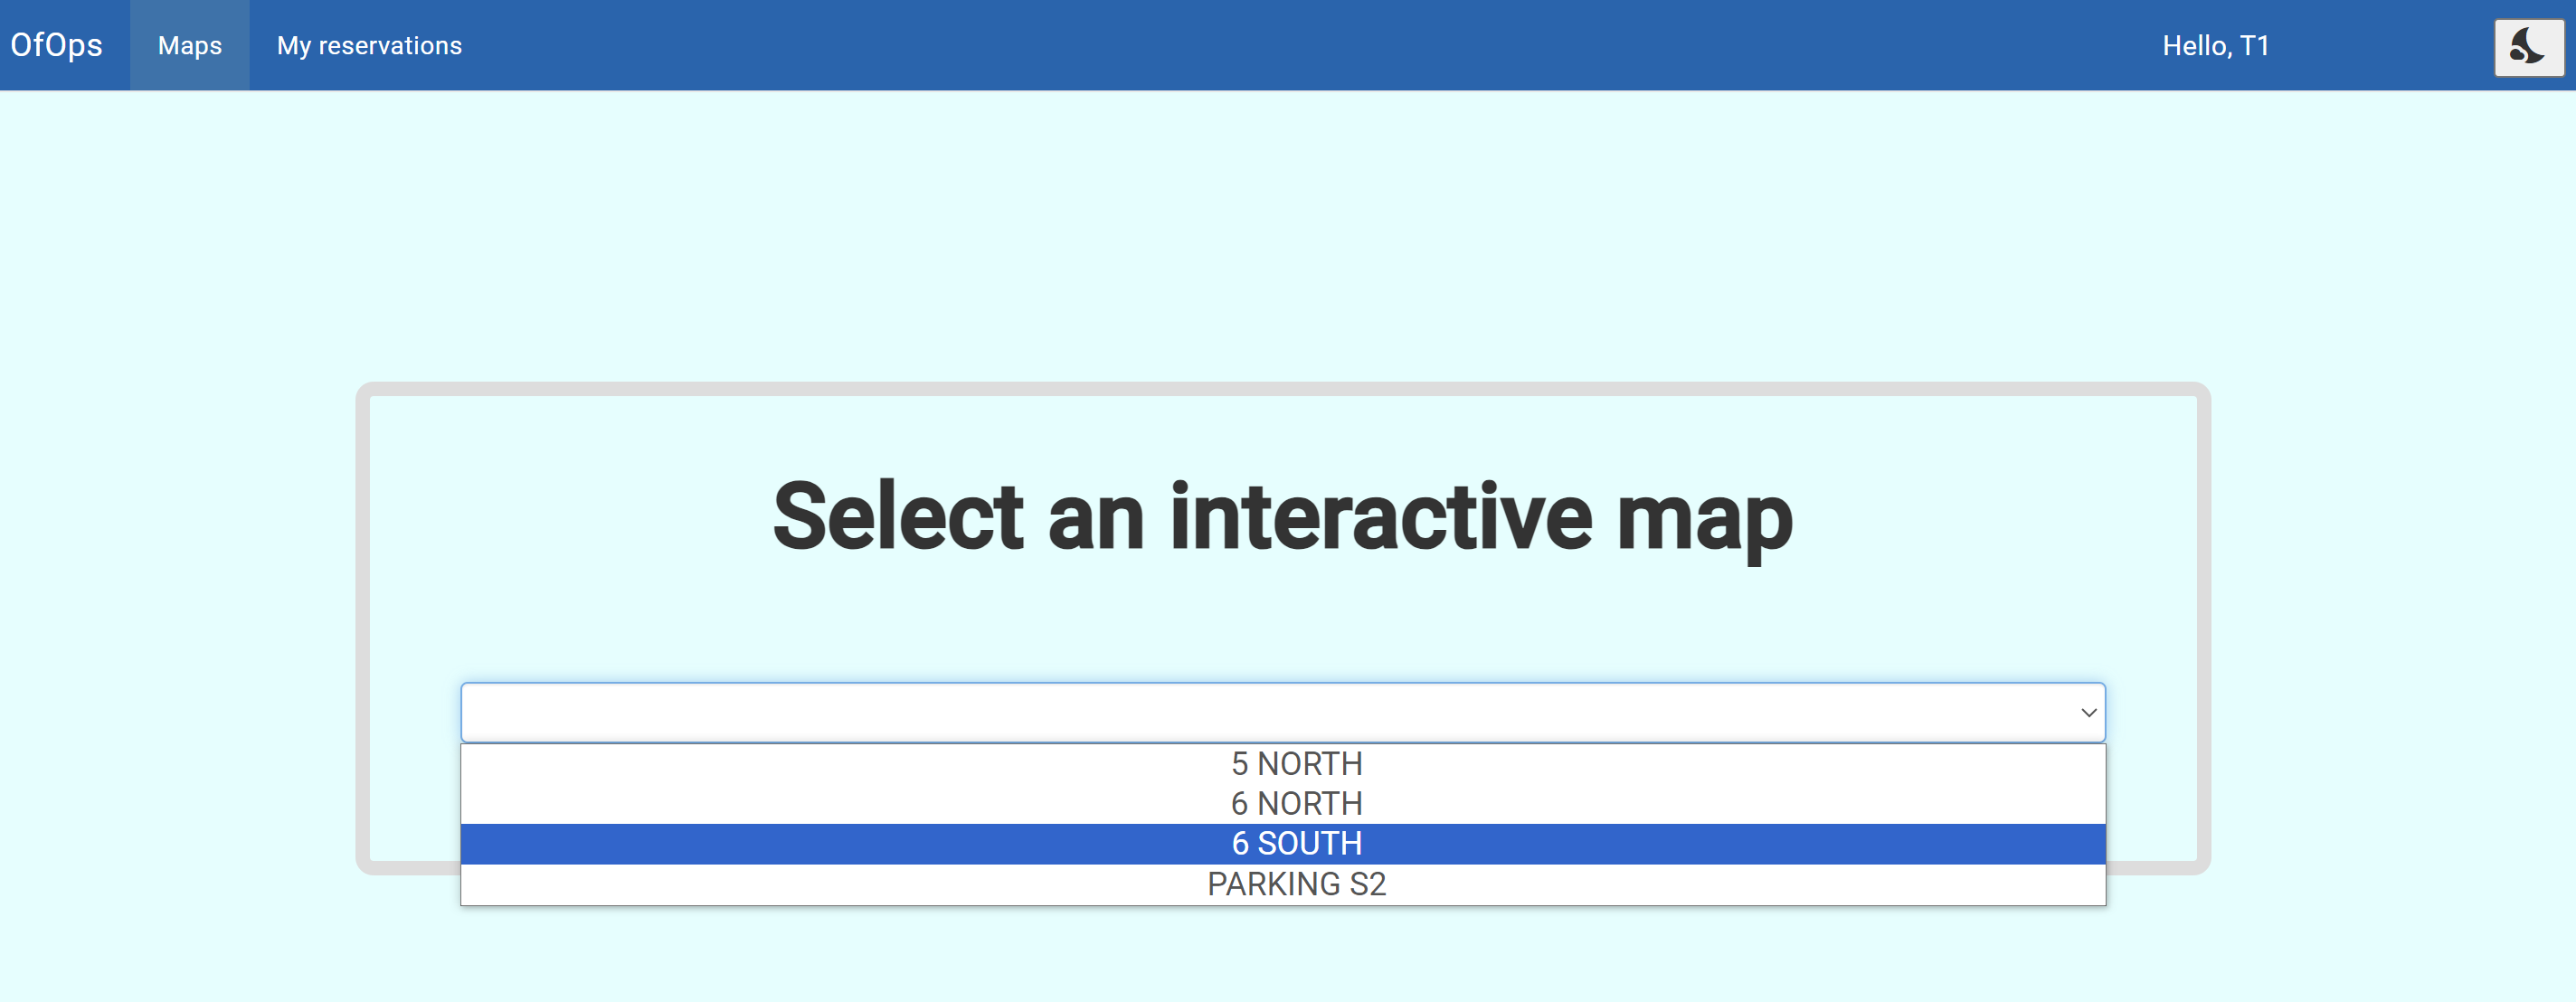 OfOps Maps My reservations Hello, T1
Select an interactive map
5 NORTH
6 NORTH
6 SOUTH
PARKING S2